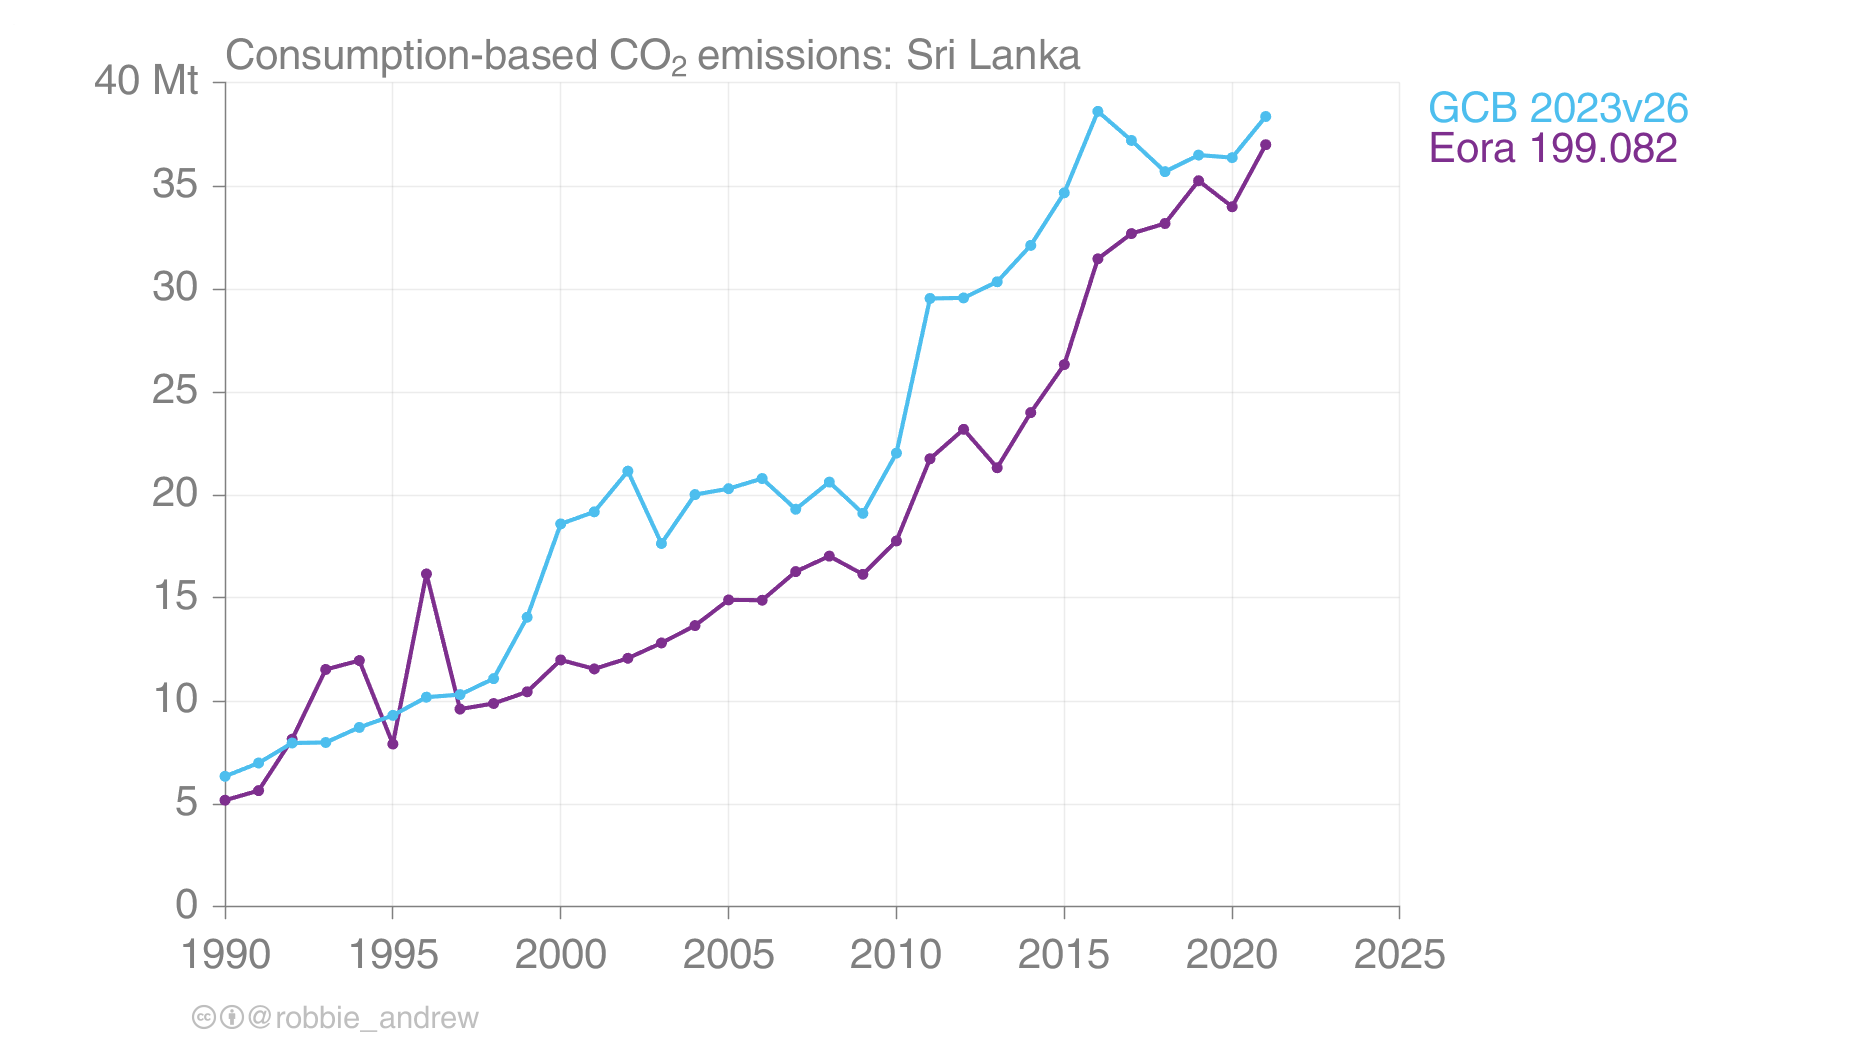 Consumption-based CO₂ emissions: Sri Lanka
40 Mt
35
30
25
20
15
10
5
0
1990 1995 2000 2005 2010 2015 2020 2025
GCB 2023v26
Eora 199.082
cc @robbie_andrew